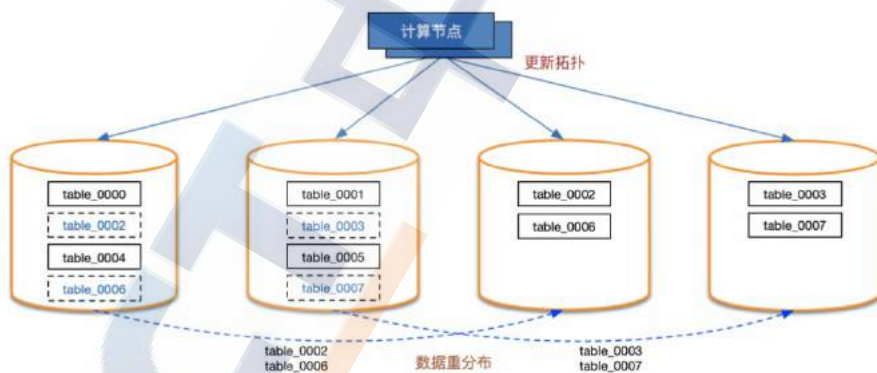 计算节点
更新拓扑
table_0000
table_0002
table_0004
table_0006
table_0001
table_0003
table_0005
table_0007
table_0002
table_0006
table_0003
table_0007
table_0002
table_0006
数据重分布
table_0003
table_0007